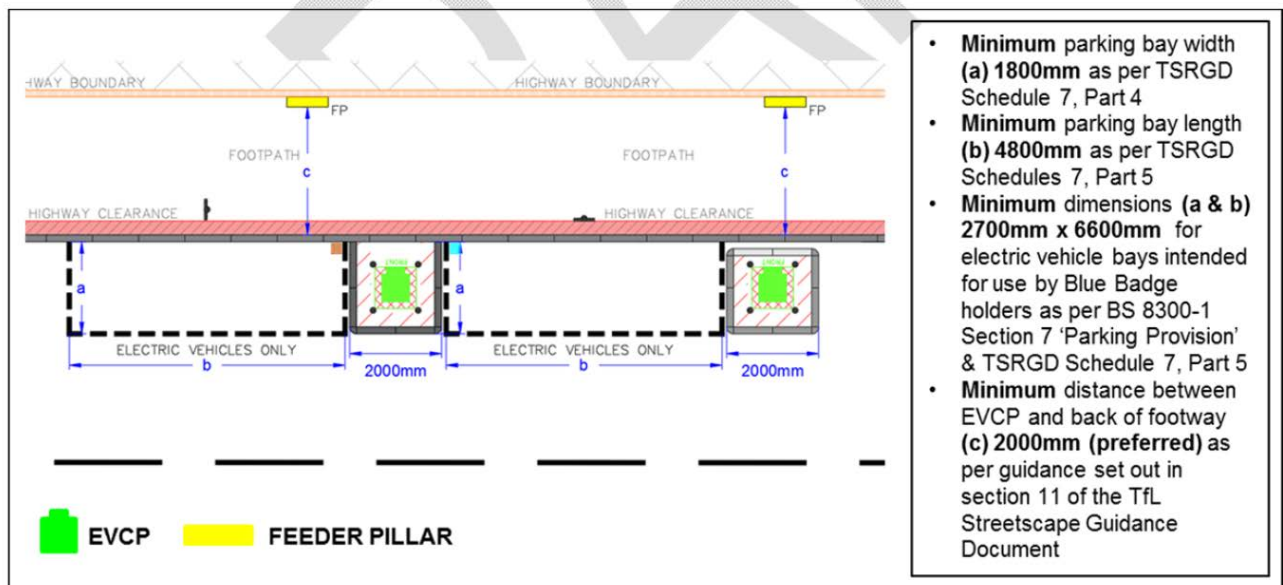 HWAY BOUNDARY
HIGHWAY BOUNDARY
FP
FP
FOOTPATH
FOOTPATH
c
c
HIGHWAY CLEARANCE
HIGHWAY CLEARANCE
a
FRONT
a
FRONT
ELECTRIC VEHICLES ONLY
ELECTRIC VEHICLES ONLY
b
2000mm
b
2000mm
EVCP
FEEDER PILLAR
• Minimum parking bay width
(a) 1800mm as per TSRGD
Schedule 7, Part 4
• Minimum parking bay length
(b) 4800mm as per TSRGD
Schedules 7, Part 5
• Minimum dimensions (a & b)
2700mm x 6600mm for
electric vehicle bays intended
for use by Blue Badge
holders as per BS 8300-1
Section 7 ‘Parking Provision’
& TSRGD Schedule 7, Part 5
• Minimum distance between
EVCP and back of footway
(c) 2000mm (preferred) as
per guidance set out in
section 11 of the TfL
Streetscape Guidance
Document